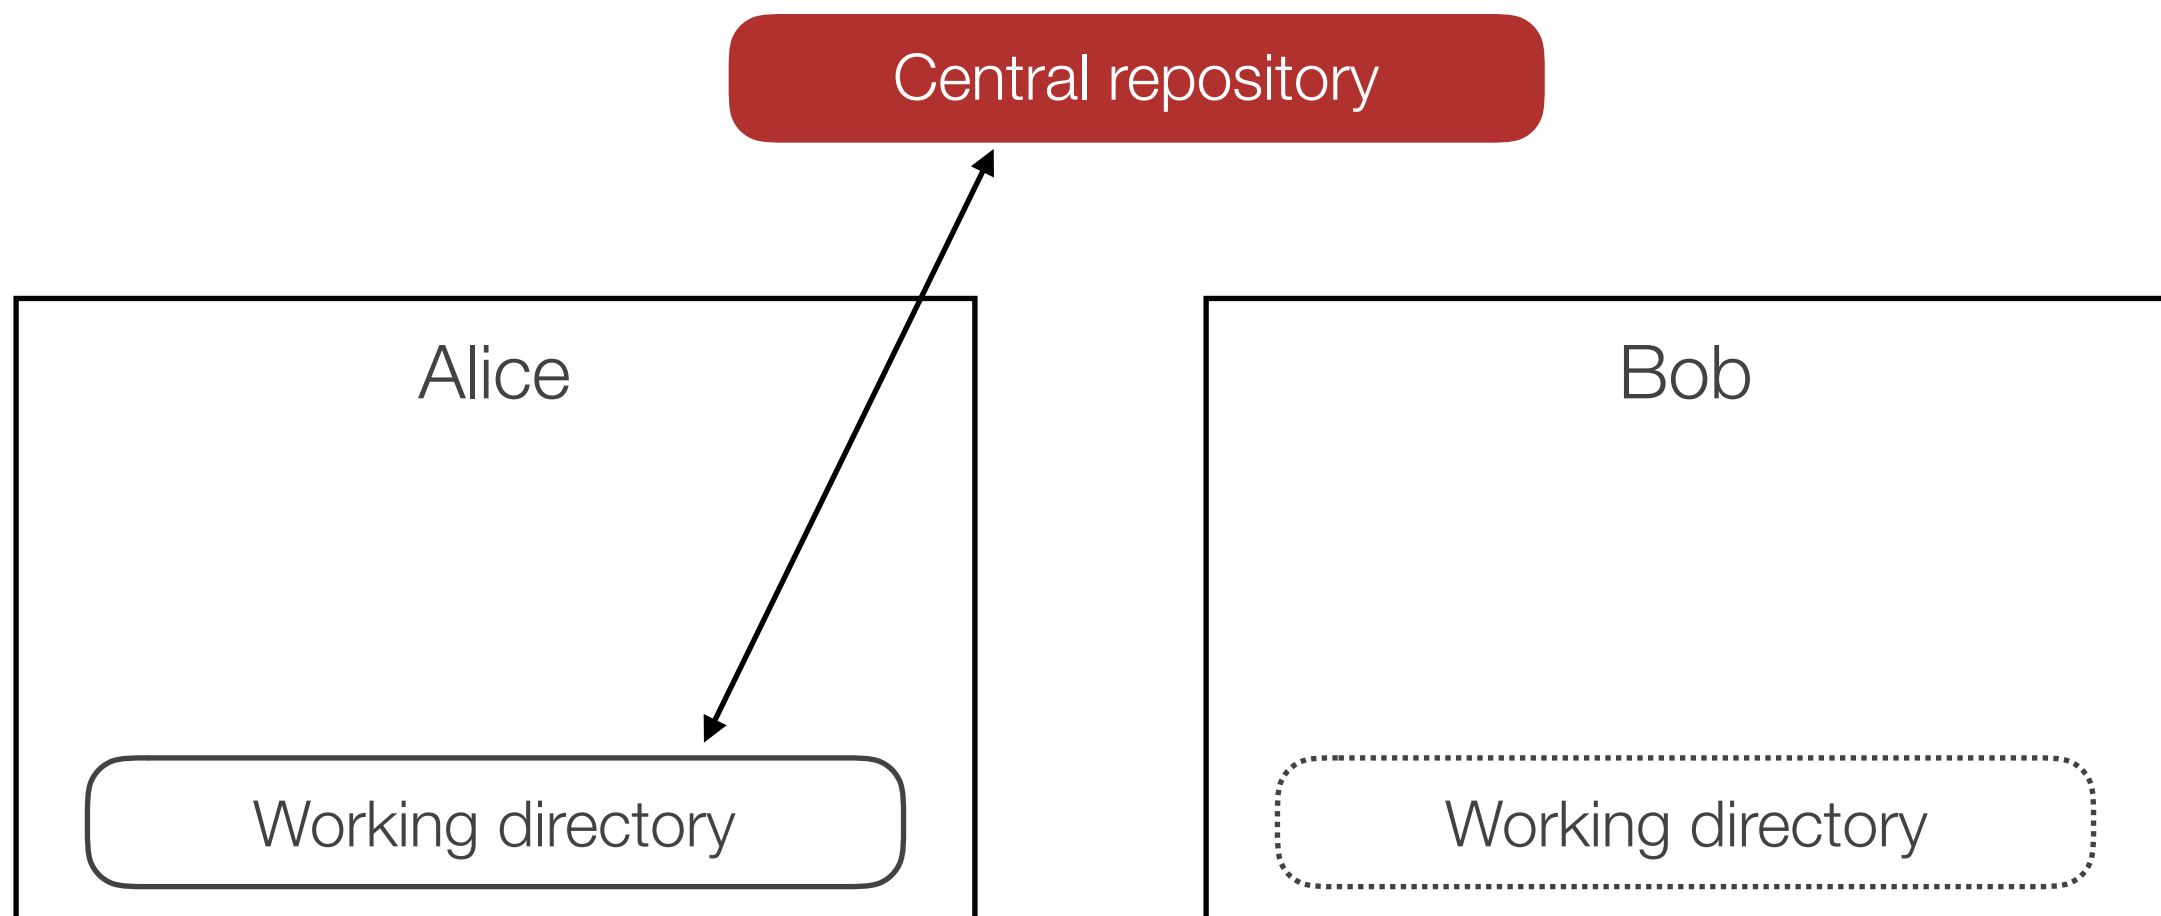 Central repository
Alice
Bob
Working directory
Working directory